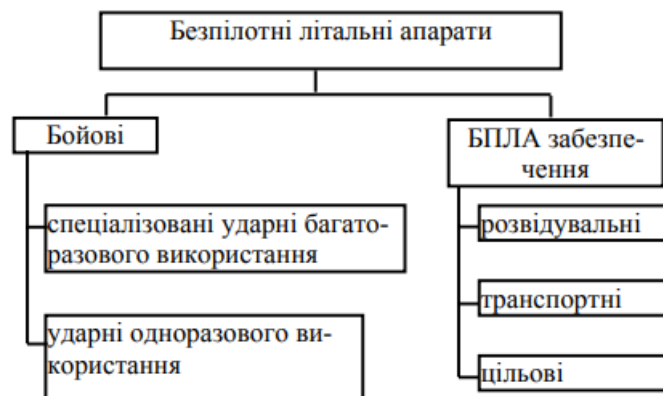 Безпілотні літальні апарати
Бойові
БПЛА забезпе-
чення
спеціалізовані ударні багато-
разового використання
ударні одноразового ви-
користання
розвідувальні
транспортні
цільові